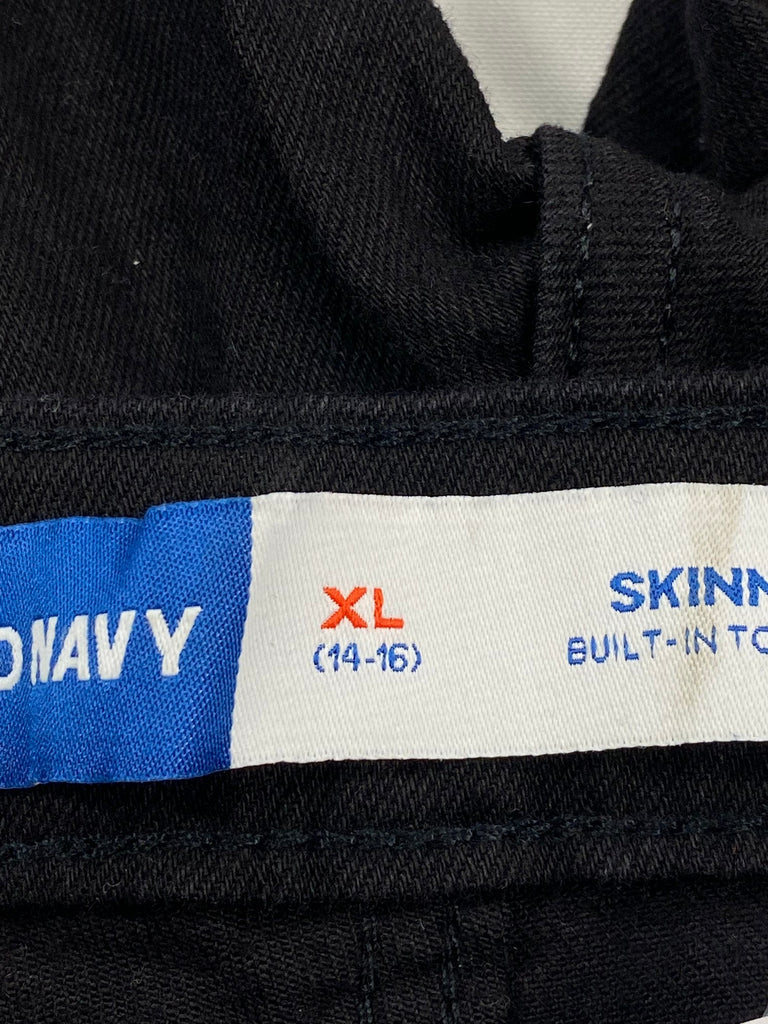 D NAVY
XL
(14-16)
SKINN
BUILT-IN TO